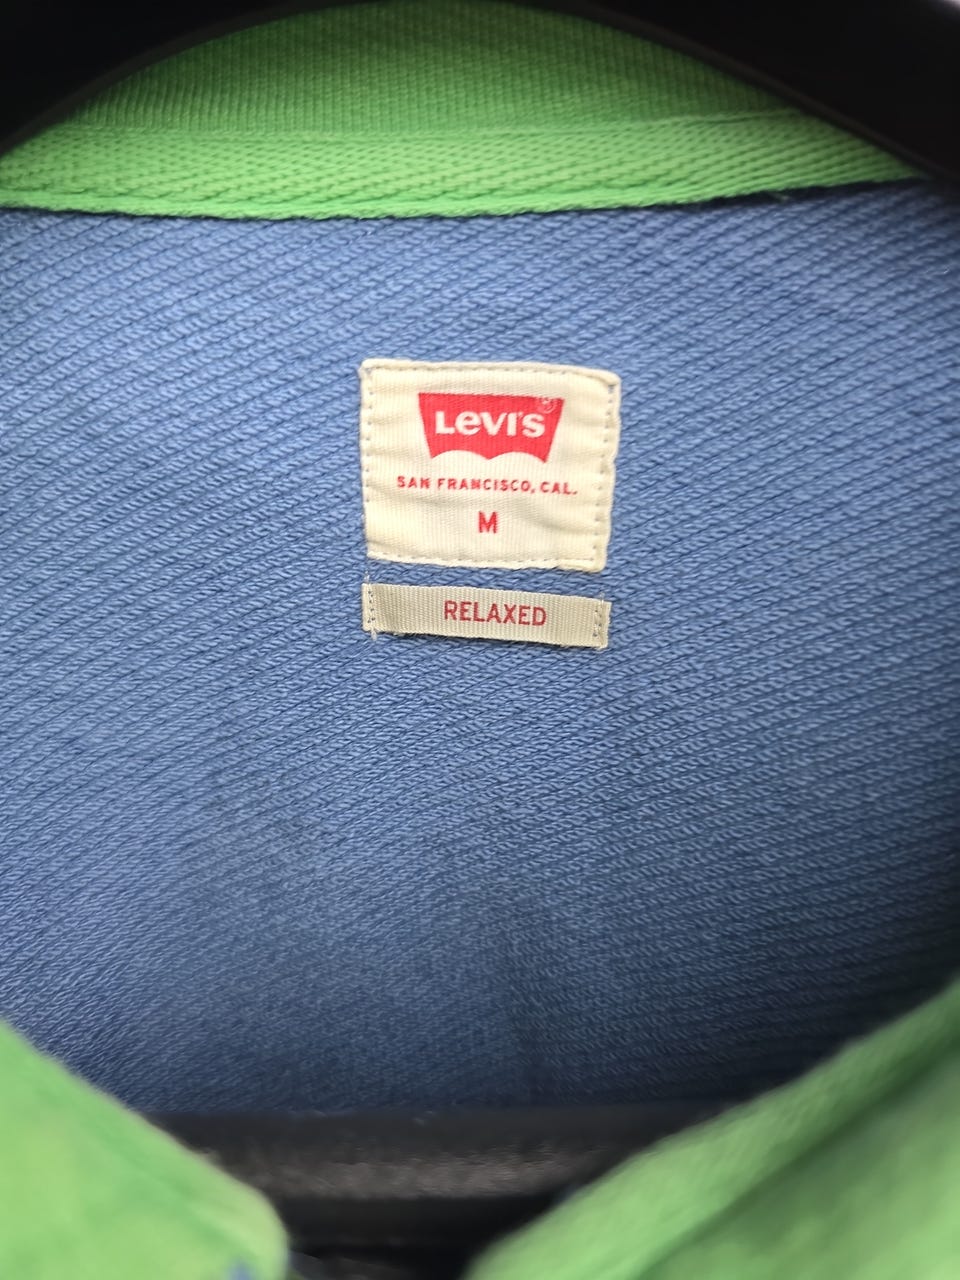 LEVI'S
SAN FRANCISCO, CAL.
M
RELAXED